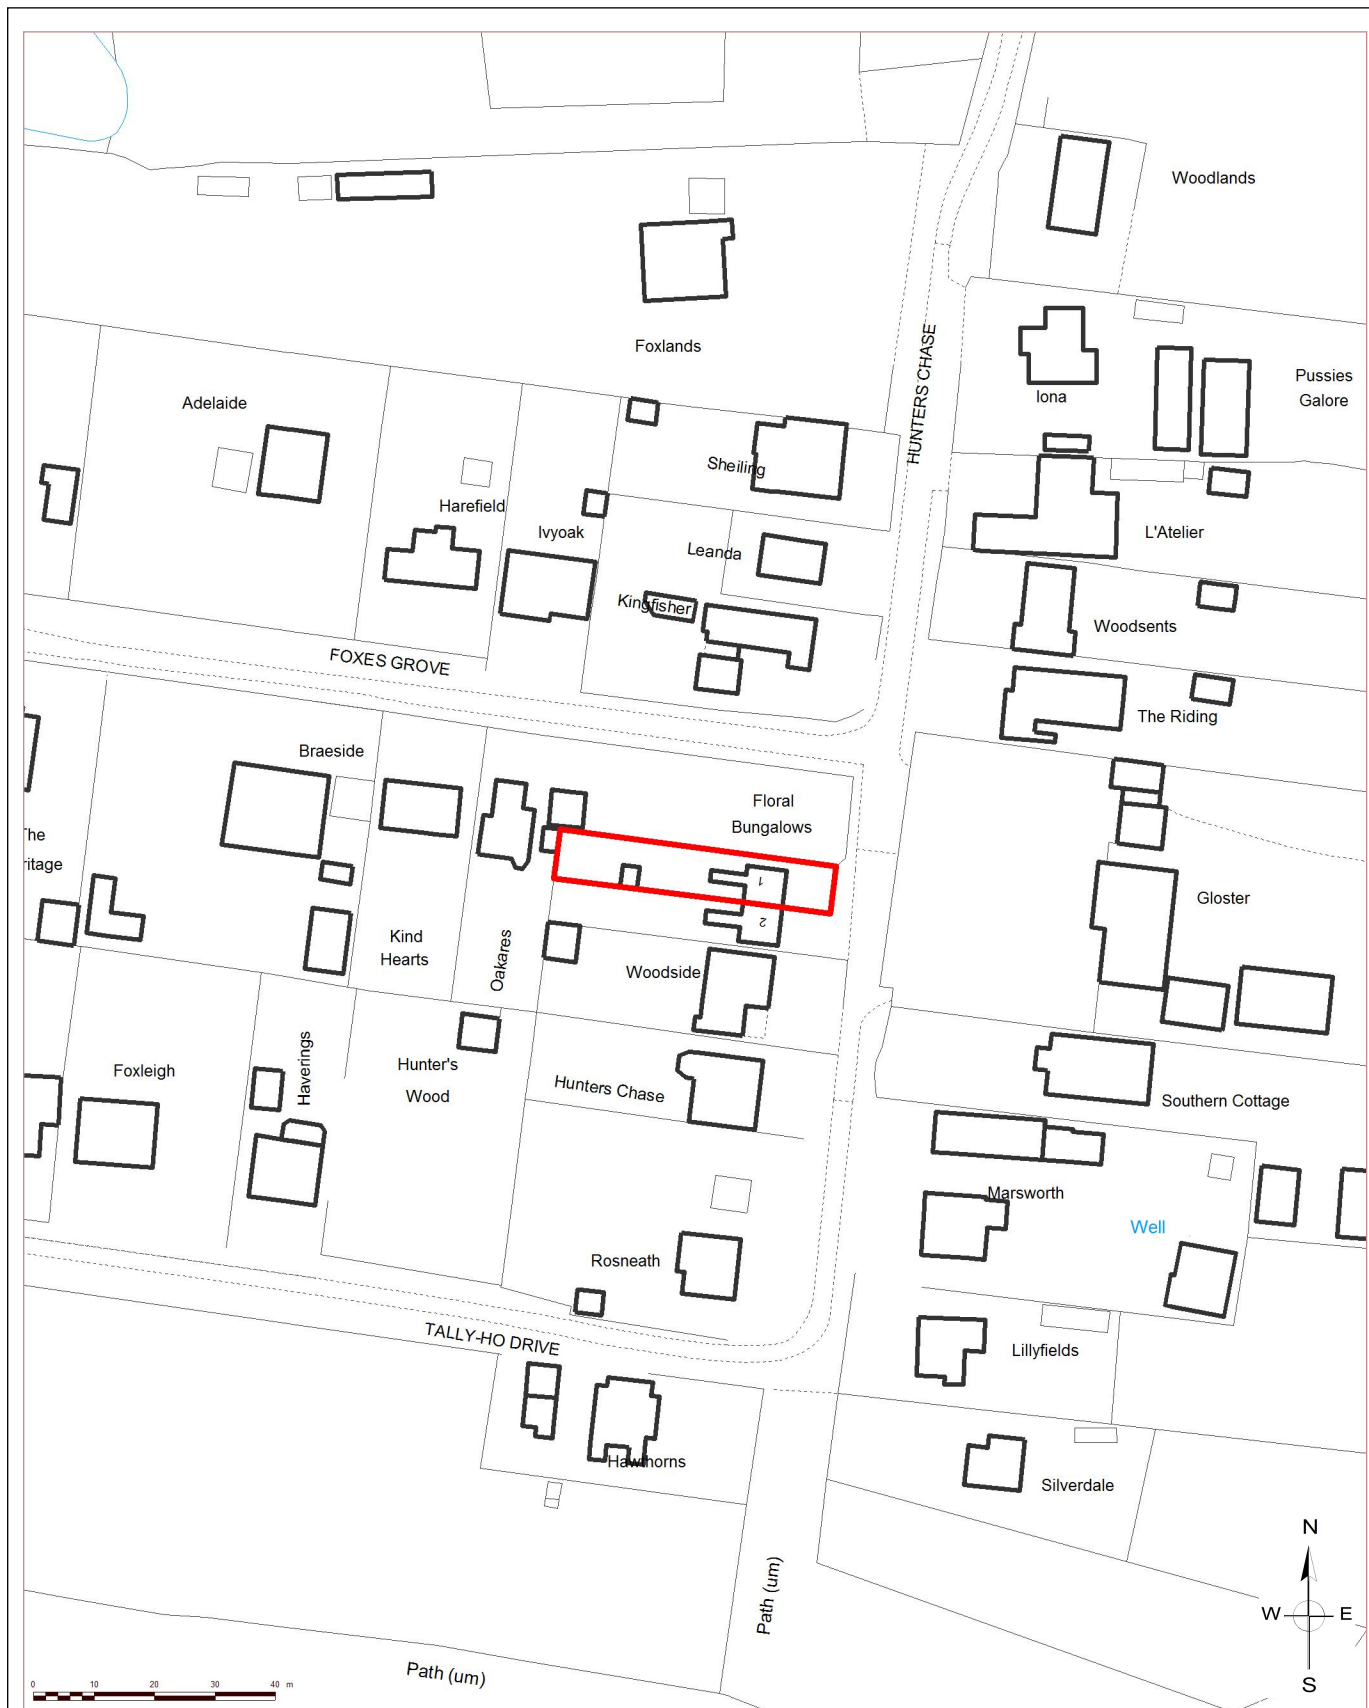 Woodlands
HUNTERS CHASE
Foxlands
Iona
Pussies
Galore
Adelaide
Sheiling
Harefield
Ivyoak
L'Atelier
Leanda
Kingfisher
Woodsents
FOXES GROVE
The Riding
Braeside
Floral
Bungalows
The
ritage
1
2
Gloster
Kind
Hearts
Oakares
Woodside
Foxleigh
Haverings
Hunter's
Wood
Hunters Chase
Southern Cottage
Marsworth
Well
Rosneath
TALLY-HO DRIVE
Lillyfields
Hawthorns
Silverdale
Path (um)
Path (um)
N
W E
S
0 10 20 30 40 m